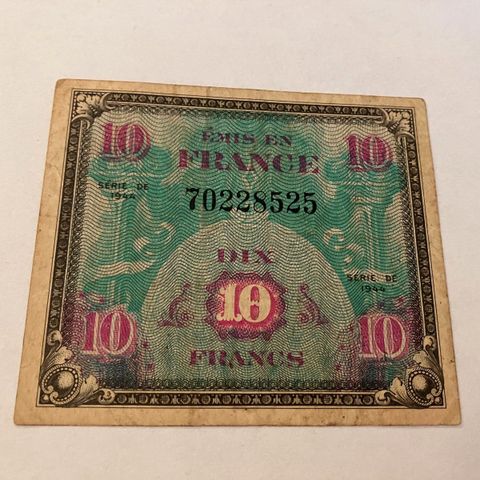 10 ÉMIS EN 10
FRANCE
SÉRIE DE
1944
70228525
DIX
SÉRIE DE
1944
10 10 10
FRANCS